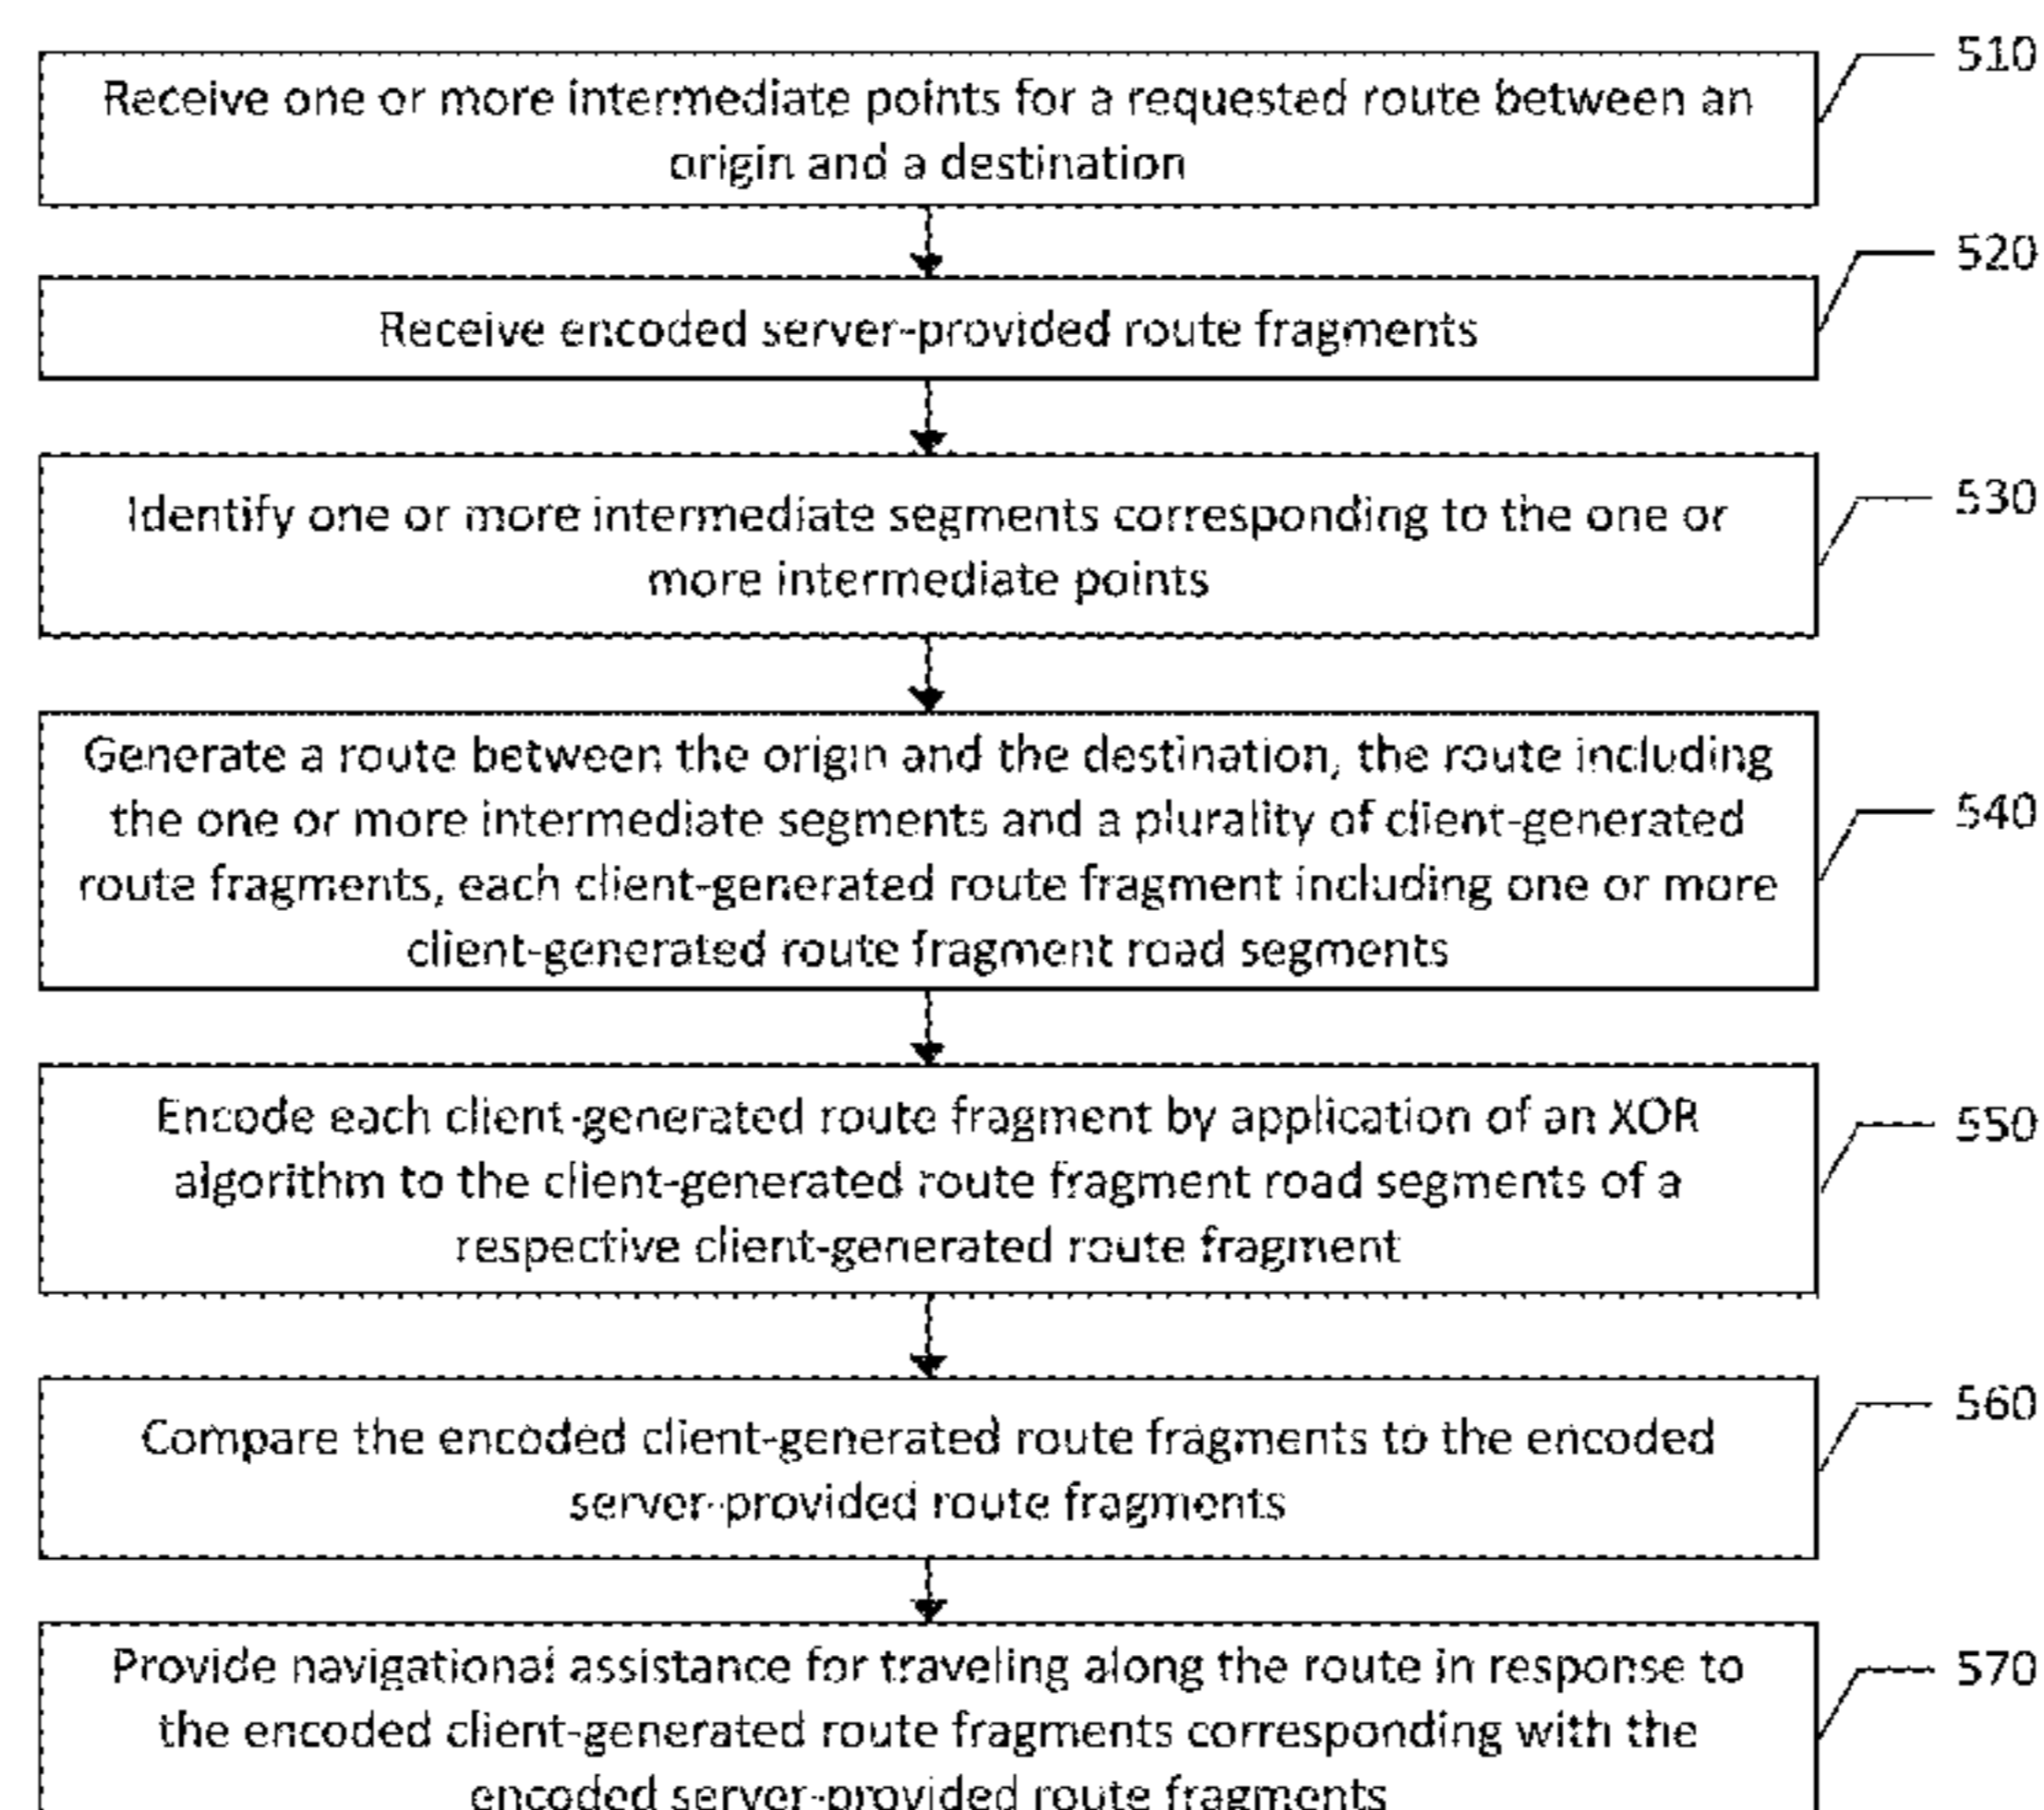 510
Receive one or more intermediate points for a requested route between an
origin and a destination
520
Receive encoded server-provided route fragments
530
Identify one or more intermediate segments corresponding to the one or
more intermediate points
540
Generate a route between the origin and the destination, the route including
the one or more intermediate segments and a plurality of client-generated
route fragments, each client-generated route fragment including one or more
client-generated route fragment road segments
550
Encode each client-generated route fragment by application of an XOR
algorithm to the client-generated route fragment road segments of a
respective client-generated route fragment
560
Compare the encoded client-generated route fragments to the encoded
server-provided route fragments
570
Provide navigational assistance for traveling along the route in response to
the encoded client-generated route fragments corresponding with the
encoded server-provided route fragments